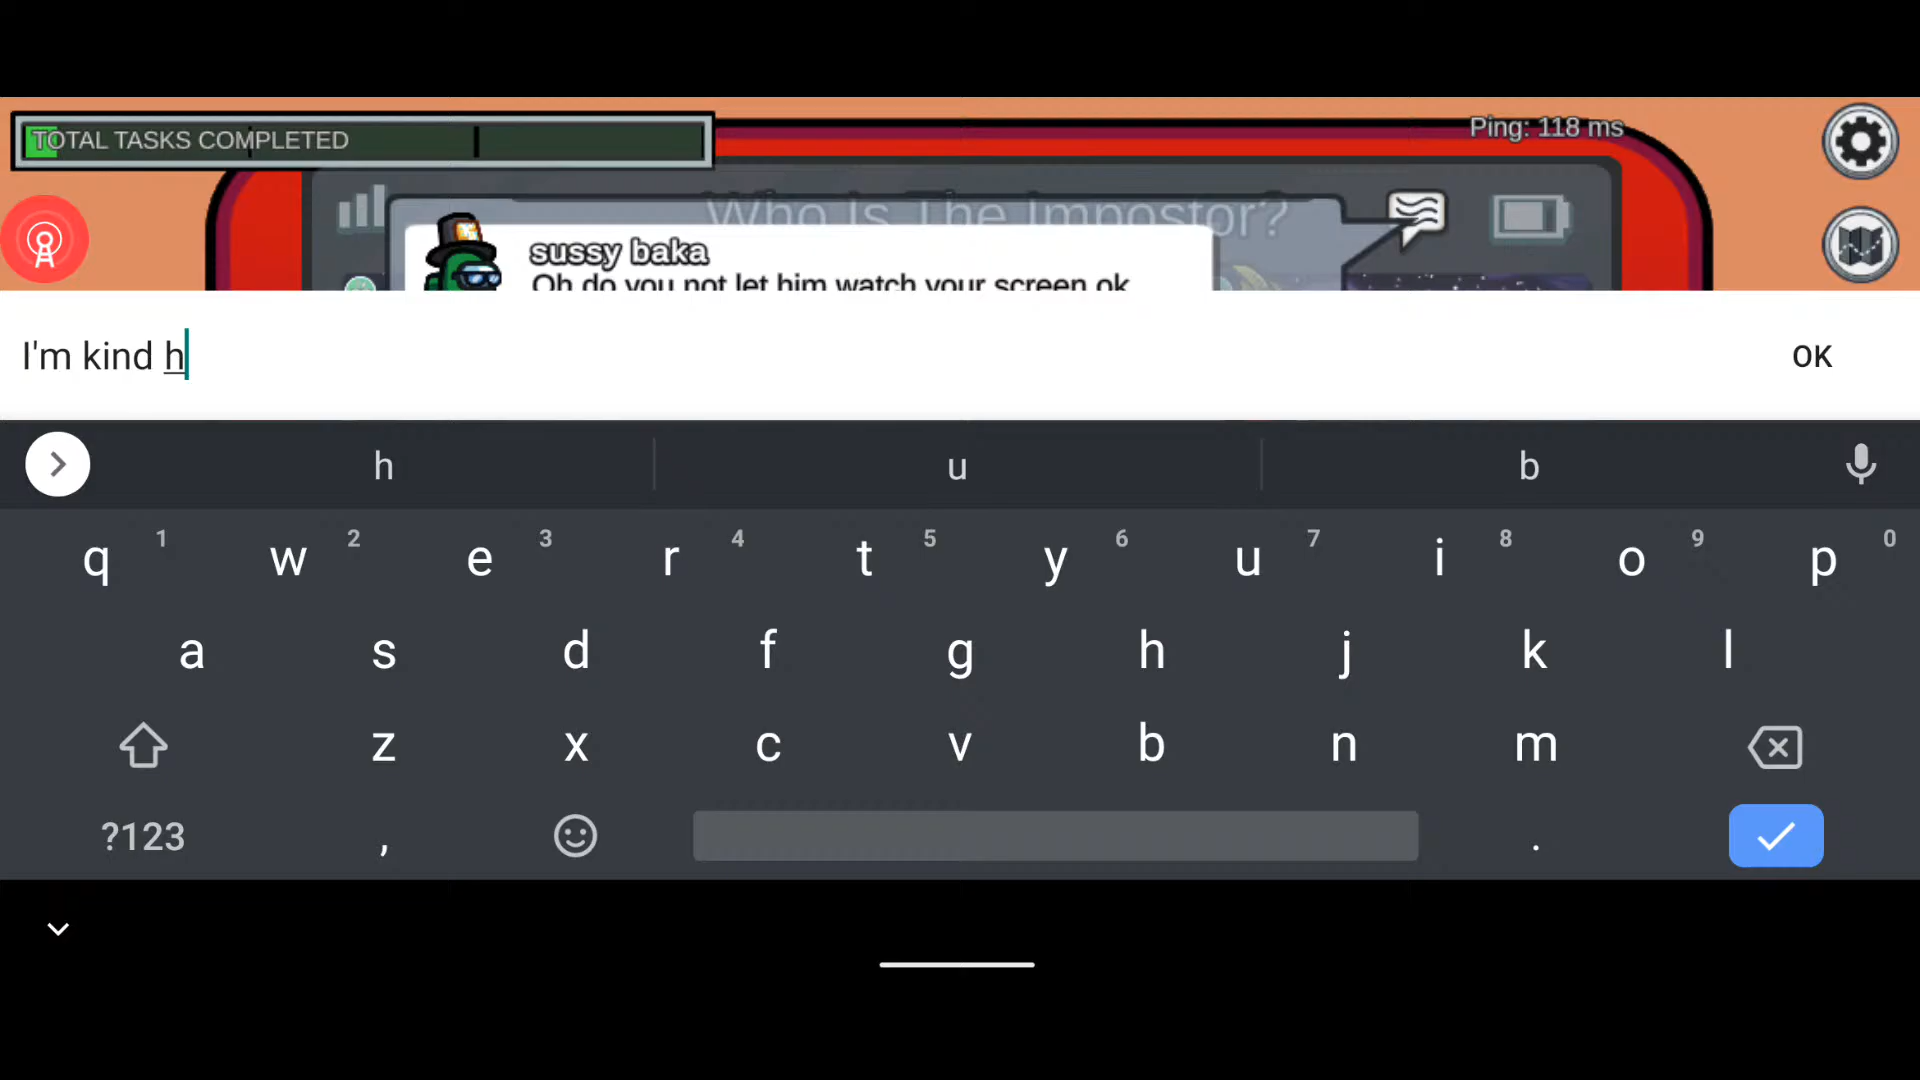 TOTAL TASKS COMPLETED
Ping: 118 ms
Who Is The Impostor?
sussy baka
Oh do you not let him watch your screen ok
I'm kind h
OK
h u b
q 1 w 2 e 3 r 4 t 5 y 6 u 7 i 8 o 9 p 0
a s d f g h j k l
z x c v b n m
?123 , .